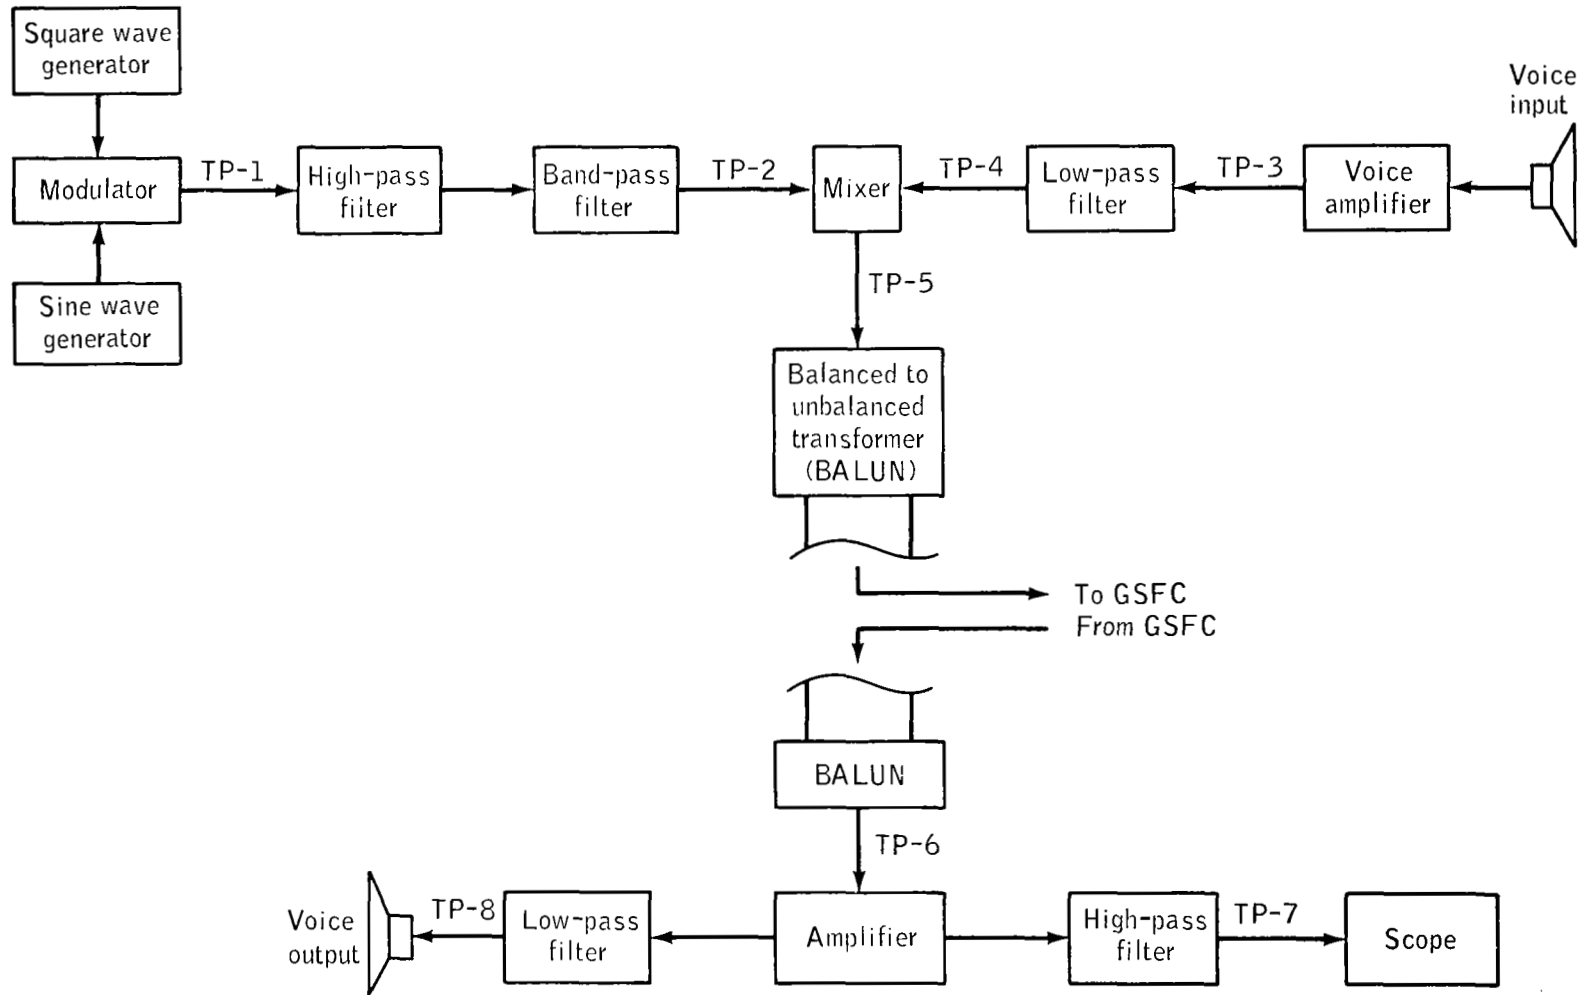 Square wave
generator
Modulator
Sine wave
generator
TP-1
High-pass
fiiter
Band-pass
filter
TP-2
Mixer
TP-4
Low-pass
filter
TP-3
Voice
amplifier
Voice
input
TP-5
Balanced to
unbalanced
transformer
(BALUN)
To GSFC
From GSFC
BALUN
TP-6
Voice
output
TP-8
Low-pass
filter
Amplifier
High-pass
filter
TP-7
Scope